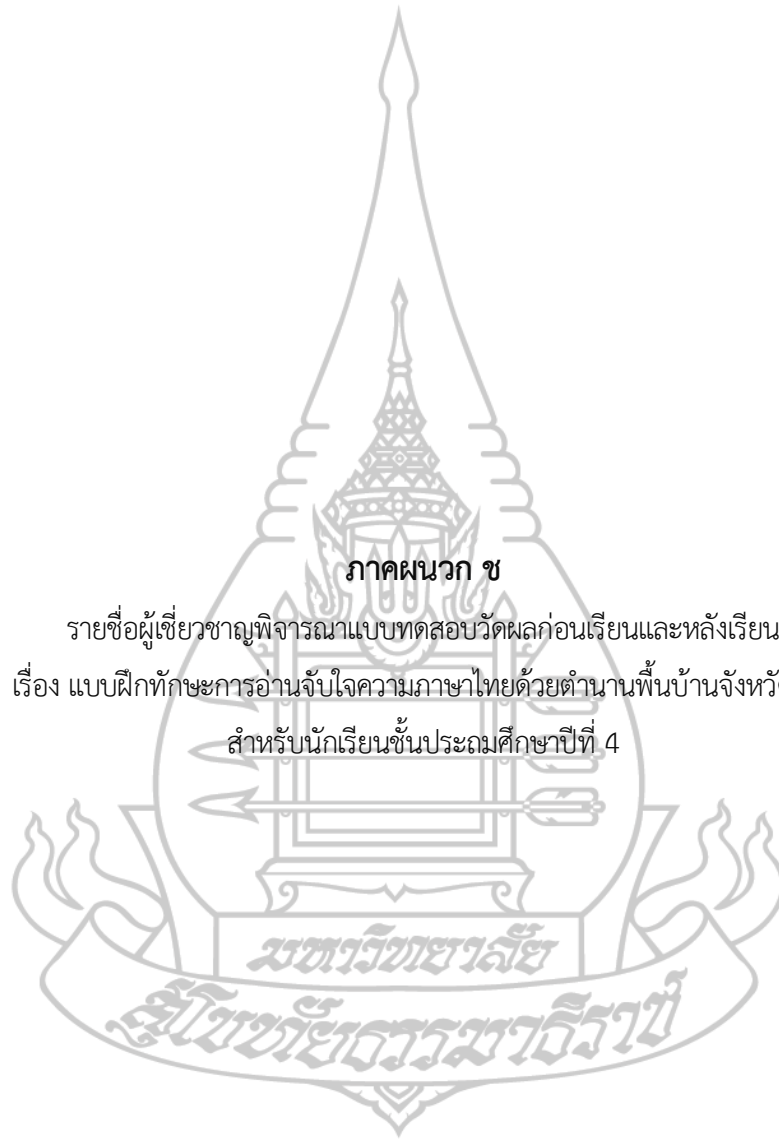 ภาคผนวก ช
รายชื่อผู้เชี่ยวชาญพิจารณาแบบทดสอบวัดผลก่อนเรียนและหลังเรียน
เรื่อง แบบฝึกทักษะการอ่านจับใจความภาษาไทยด้วยตำนานพื้นบ้านจังหวัด
สำหรับนักเรียนชั้นประถมศึกษาปีที่ 4
มหาวิทยาลัย
สุโขทัยธรรมาธิราช